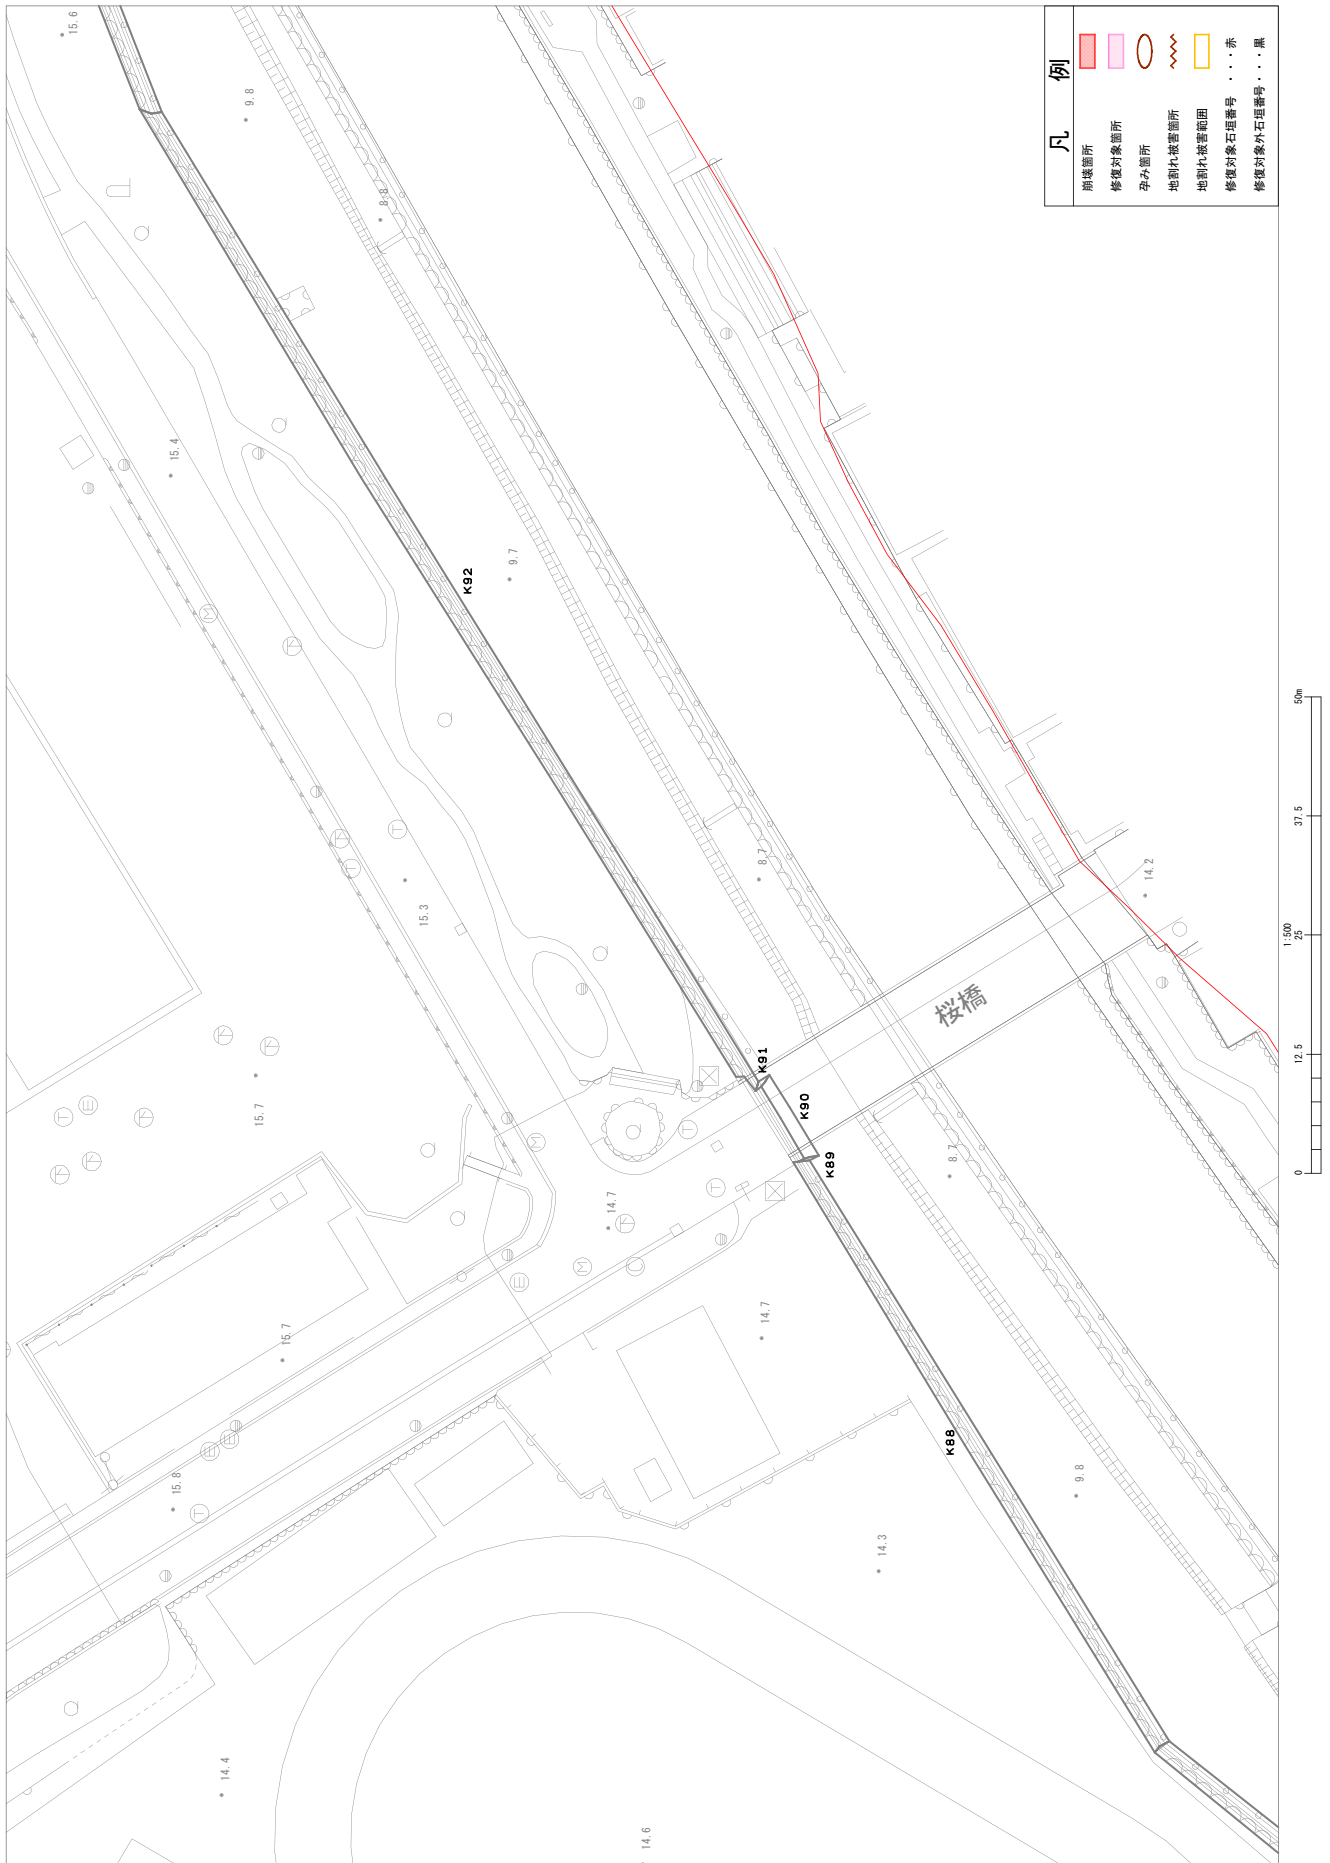 凡 例
崩壊箇所
修復対象箇所
孕み箇所
地割れ被害箇所
地割れ被害範囲
修復対象石垣番号・・・赤
修復対象外石垣番号・・・黒
15.6
9.8
8.8
15.4
9.7
K92
15.3
8.7
14.2
桜橋
15.7
K91
K90
K89
8.7
14.7
15.7
14.7
K88
15.8
9.8
14.3
14.4
14.6
M
T
T
T
E
E
M
T
T
M
E
T
1:500
0 12.5 25 37.5 50m